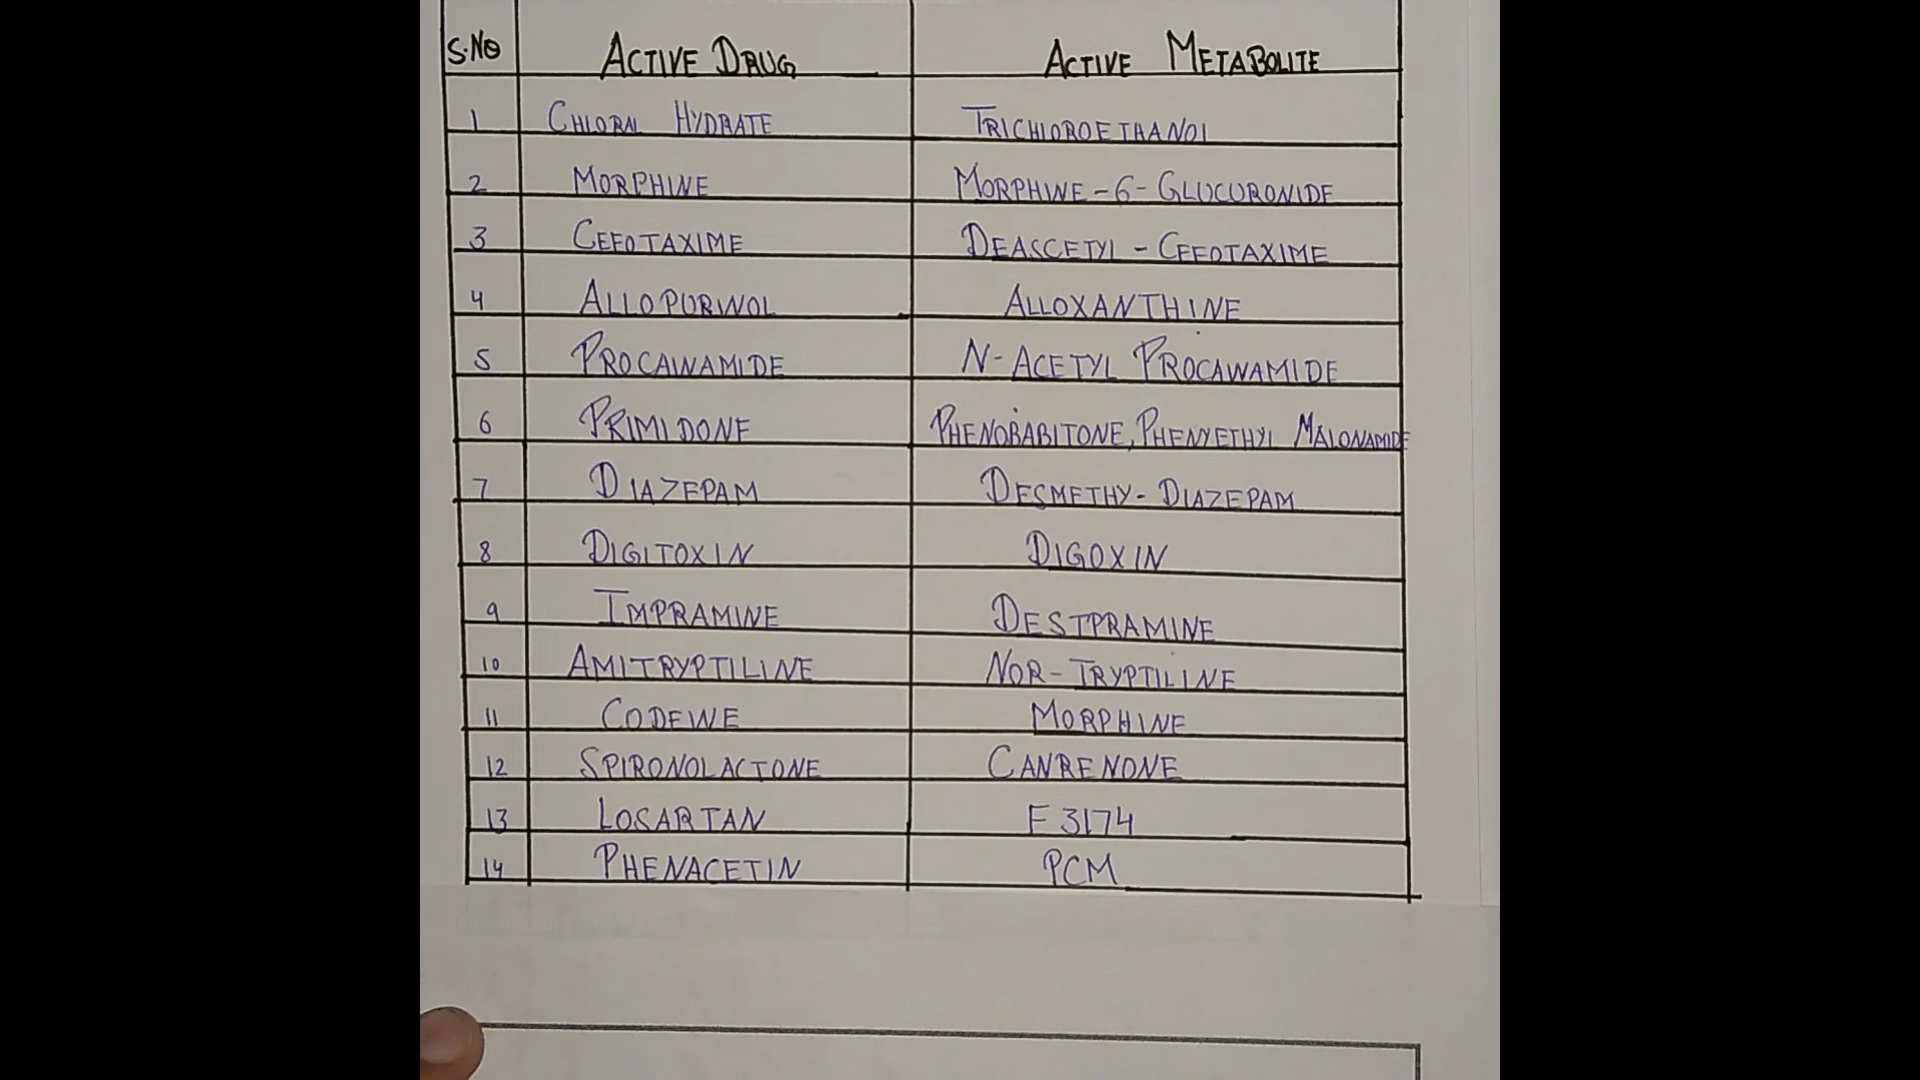 S.No ACTIVE DRUG ACTIVE METABOLITE
1 CHLORAL HYDRATE TRICHLOROETHANOL
2 MORPHINE MORPHINE-6-GLUCURONIDE
3 CEFOTAXIME DEASCETYL-CEFOTAXIME
4 ALLOPURINOL ALLOXANTHINE
5 PROCAINAMIDE N-ACETYL PROCAINAMIDE
6 PRIMIDONE PHENOBABITONE, PHENYETHYL MALONAMIDE
7 DIAZEPAM DESMETHY-DIAZEPAM
8 DIGITOXIN DIGOXIN
9 IMPRAMINE DESIPRAMINE
10 AMITRYPTILINE NOR-TRYPTILINE
11 CODEINE MORPHINE
12 SPIRONOLACTONE CANRENONE
13 LOSARTAN E 3174
14 PHENACETIN PCM